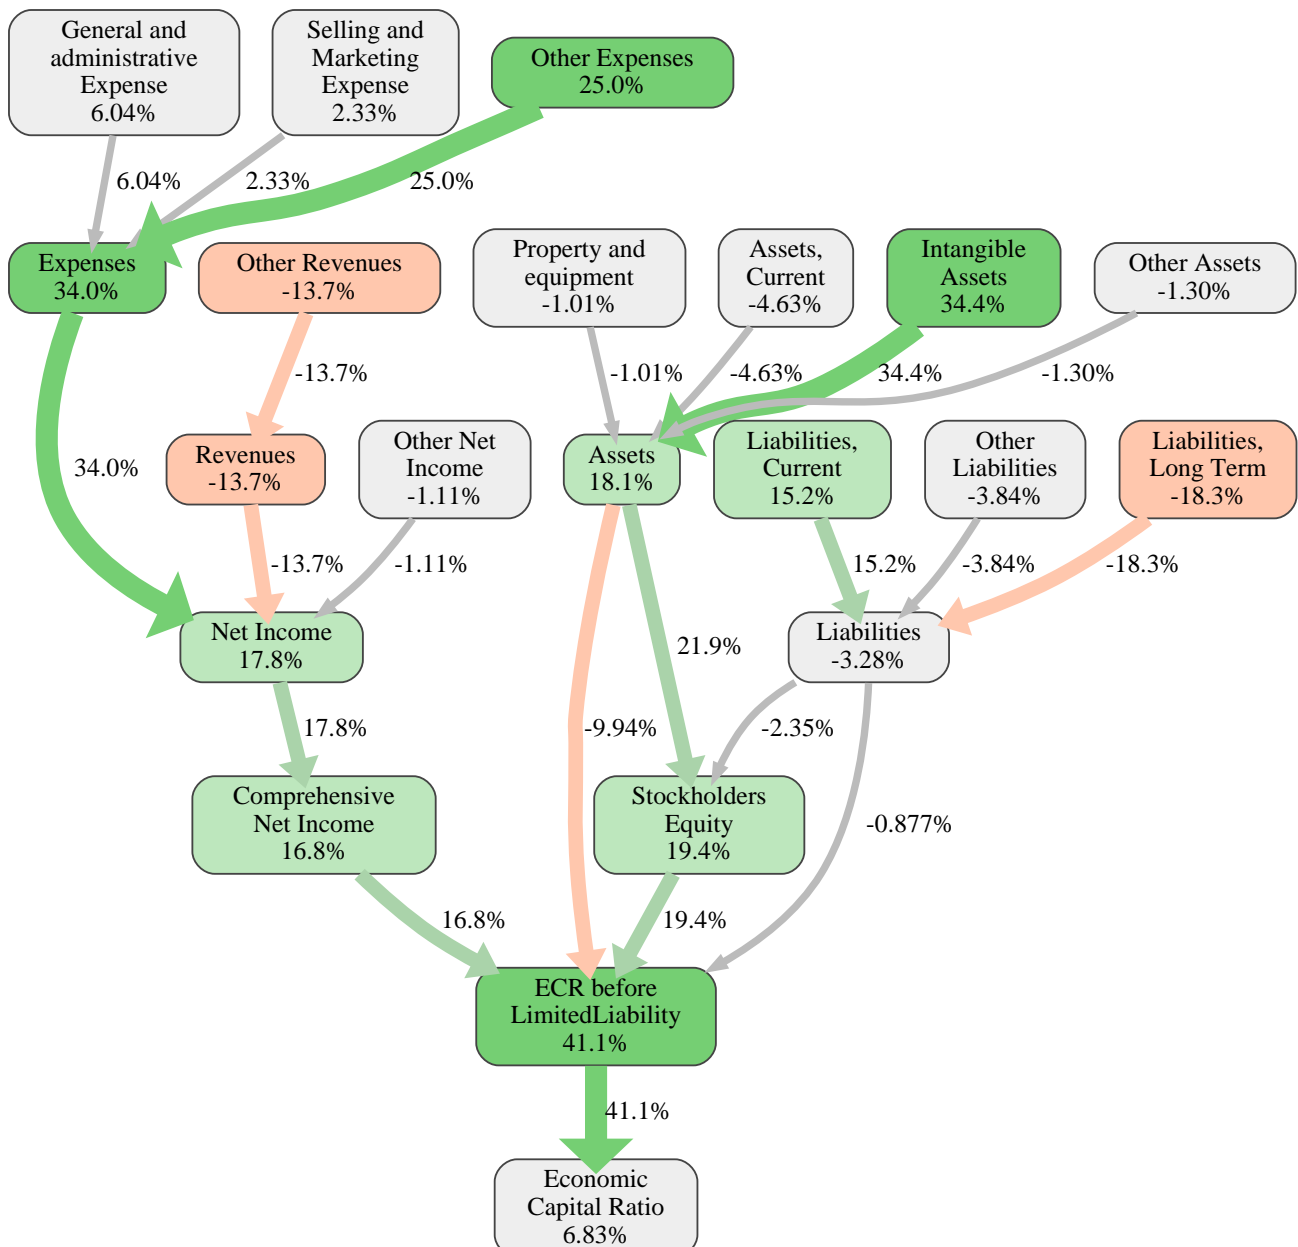 General and
administrative
Expense
6.04%
Selling and
Marketing
Expense
2.33%
Other Expenses
25.0%
6.04%
2.33%
25.0%
Expenses
34.0%
Other Revenues
-13.7%
Property and
equipment
-1.01%
Assets,
Current
-4.63%
Intangible
Assets
34.4%
Other Assets
-1.30%
-13.7%
-1.01%
-4.63%
34.4%
-1.30%
34.0%
Revenues
-13.7%
Other Net
Income
-1.11%
Assets
18.1%
Liabilities,
Current
15.2%
Other
Liabilities
-3.84%
Liabilities,
Long Term
-18.3%
-13.7%
-1.11%
15.2%
-3.84%
-18.3%
Net Income
17.8%
21.9%
Liabilities
-3.28%
17.8%
-9.94%
-2.35%
Comprehensive
Net Income
16.8%
Stockholders
Equity
19.4%
-0.877%
16.8%
19.4%
ECR before
LimitedLiability
41.1%
41.1%
Economic
Capital Ratio
6.83%